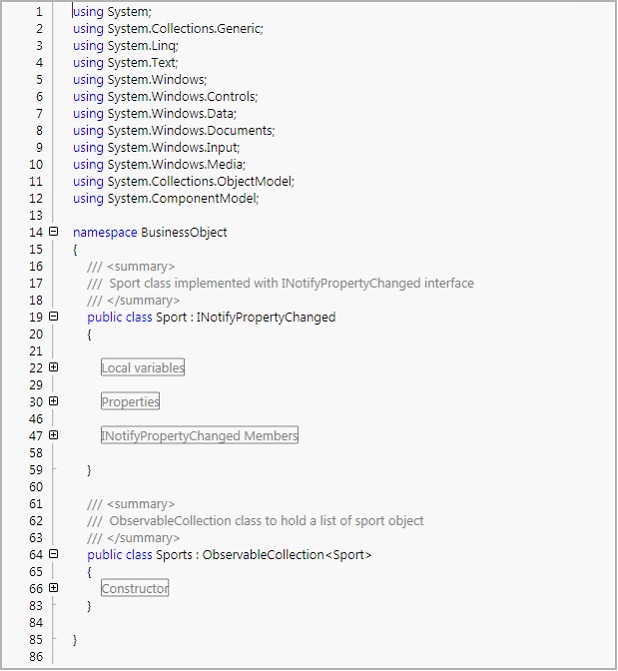 1 using System;
2 using System.Collections.Generic;
3 using System.Linq;
4 using System.Text;
5 using System.Windows;
6 using System.Windows.Controls;
7 using System.Windows.Data;
8 using System.Windows.Documents;
9 using System.Windows.Input;
10 using System.Windows.Media;
11 using System.Collections.ObjectModel;
12 using System.ComponentModel;
13
14 namespace BusinessObject
15 {
16 /// <summary>
17 /// Sport class implemented with INotifyPropertyChanged interface
18 /// </summary>
19 public class Sport : INotifyPropertyChanged
20 {
21
22 Local variables
29
30 Properties
46
47 INotifyPropertyChanged Members
58
59 }
60
61 /// <summary>
62 /// ObservableCollection class to hold a list of sport object
63 /// </summary>
64 public class Sports : ObservableCollection<Sport>
65 {
66 Constructor
83 }
84
85 }
86